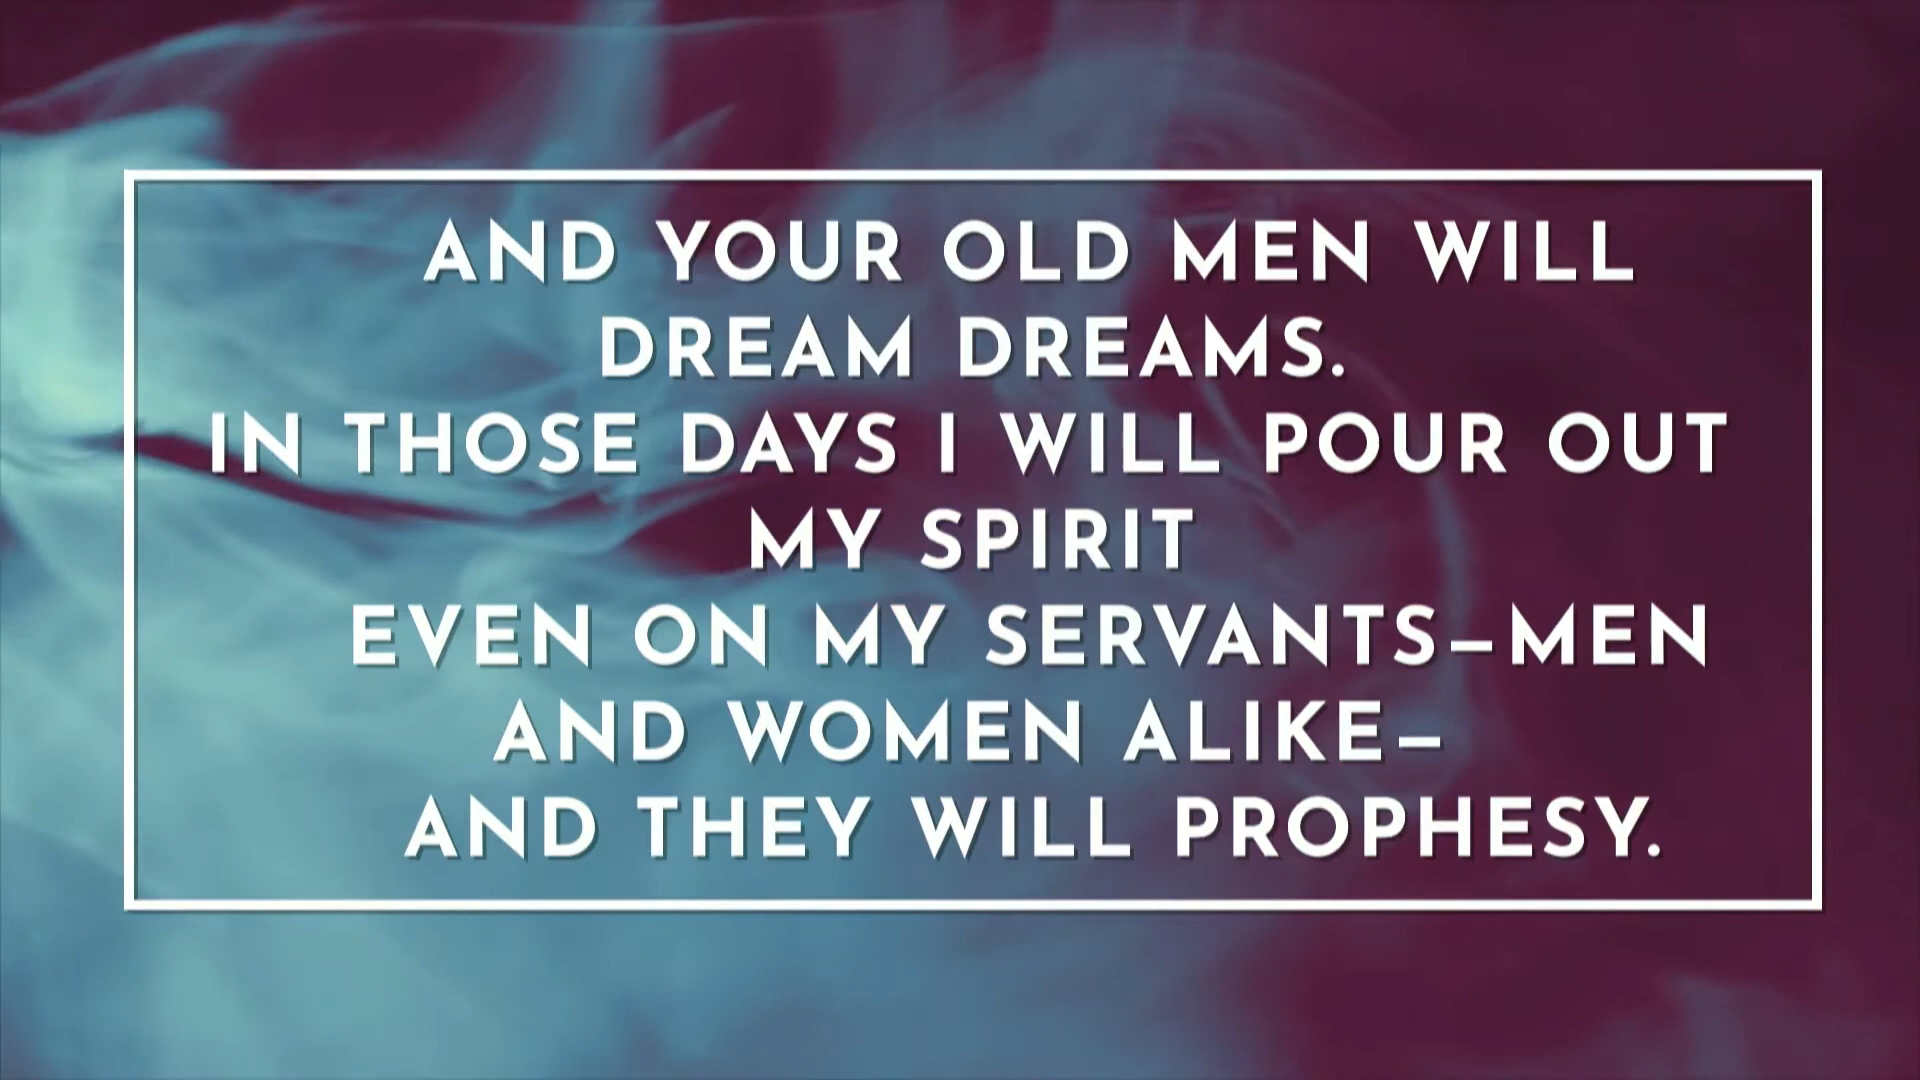 AND YOUR OLD MEN WILL
DREAM DREAMS.
IN THOSE DAYS I WILL POUR OUT
MY SPIRIT
EVEN ON MY SERVANTS–MEN
AND WOMEN ALIKE–
AND THEY WILL PROPHESY.